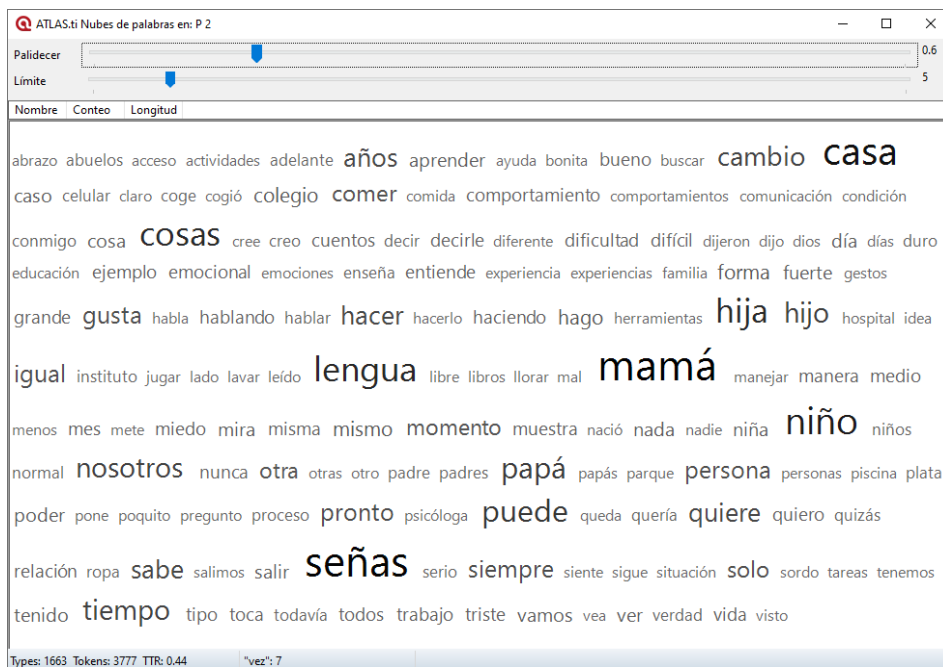 ATLAS.ti Nubes de palabras en: P 2
Palidecer 0.6
Límite 5
Nombre Conteo Longitud
abrazo abuelos acceso actividades adelante años aprender ayuda bonita bueno buscar cambio casa
caso celular claro coge cogió colegio comer comida comportamiento comportamientos comunicación condición
conmigo cosa cosas cree creo cuentos decir decirle diferente dificultad difícil dijeron dijo dios día días duro
educación ejemplo emocional emociones enseña entiende experiencia experiencias familia forma fuerte gestos
grande gusta habla hablando hablar hacer hacerlo haciendo hago herramientas hija hijo hospital idea
igual instituto jugar lado lavar leído lengua libre libros llorar mal mamá manejar manera medio
menos mes mete miedo mira misma mismo momento muestra nació nada nadie niña niño niños
normal nosotros nunca otra otras otro padre padres papá papás parque persona personas piscina plata
poder pone poquito pregunto proceso pronto psicóloga puede queda quería quiere quiero quizás
relación ropa sabe salimos salir señas serio siempre siente sigue situación solo sordo tareas tenemos
tenido tiempo tipo toca todavía todos trabajo triste vamos vea ver verdad vida visto
Types: 1663 Tokens: 3777 TTR: 0.44 "vez": 7